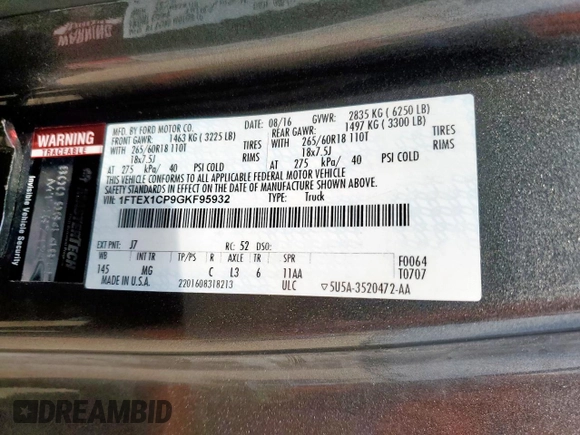 WARNING
TRACEABLE
Invisible Vehicle Security
MFD. BY FORD MOTOR CO.
08/16
GVWR: 2835 KG ( 6250 LB)
FRONT GAWR: 1463 KG ( 3225 LB)
REAR GAWR: 1497 KG ( 3300 LB)
WITH 265/60R18 110T TIRES
WITH 265/60R18 110T TIRES
18x7.5J RIMS
18x7.5J RIMS
AT 275 kPa/ 40 PSI COLD
AT 275 kPa/ 40 PSI COLD
THIS VEHICLE CONFORMS TO ALL APPLICABLE FEDERAL MOTOR VEHICLE
SAFETY STANDARDS IN EFFECT ON THE DATE OF MANUFACTURE SHOWN ABOVE.
VIN: 1FTEX1CP9GKF95932
TYPE: Truck
EXT PNT: J7
RC: 52 DSO:
WB INT TR TP/PS R AXLE TR SPR
F0064
145 MG C L3 6 11AA
T0707
MADE IN U.S.A.
2201608318213
ULC
5U5A-3520472-AA
DREAMBID